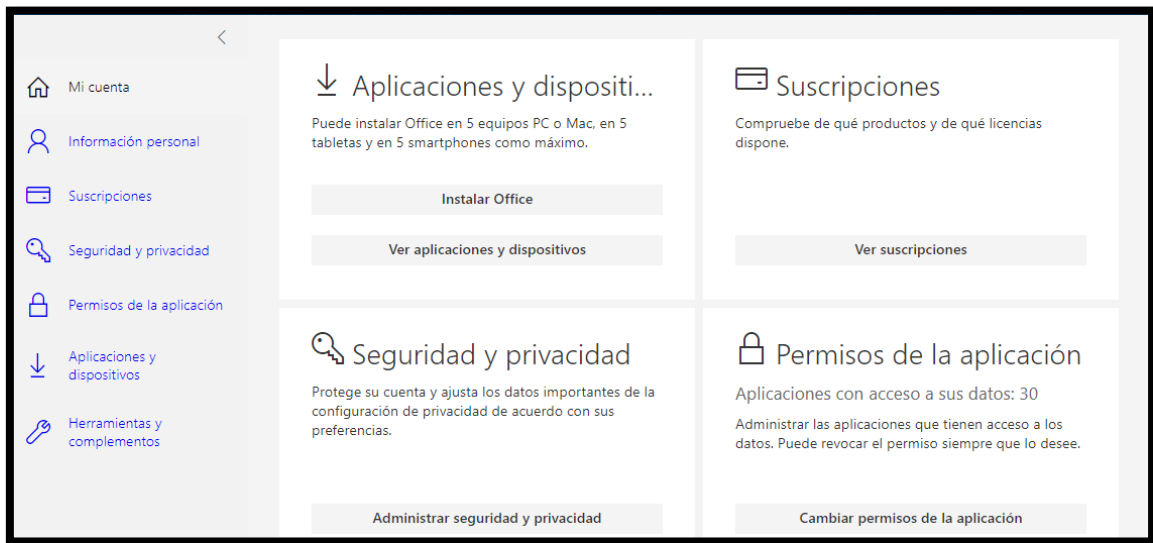 Mi cuenta
Información personal
Suscripciones
Seguridad y privacidad
Permisos de la aplicación
Aplicaciones y
dispositivos
Herramientas y
complementos
Aplicaciones y dispositi...
Puede instalar Office en 5 equipos PC o Mac, en 5
tabletas y en 5 smartphones como máximo.
Instalar Office
Ver aplicaciones y dispositivos
Suscripciones
Compruebe de qué productos y de qué licencias
dispone.
Ver suscripciones
Seguridad y privacidad
Protege su cuenta y ajusta los datos importantes de la
configuración de privacidad de acuerdo con sus
preferencias.
Administrar seguridad y privacidad
Permisos de la aplicación
Aplicaciones con acceso a sus datos: 30
Administrar las aplicaciones que tienen acceso a los
datos. Puede revocar el permiso siempre que lo desee.
Cambiar permisos de la aplicación